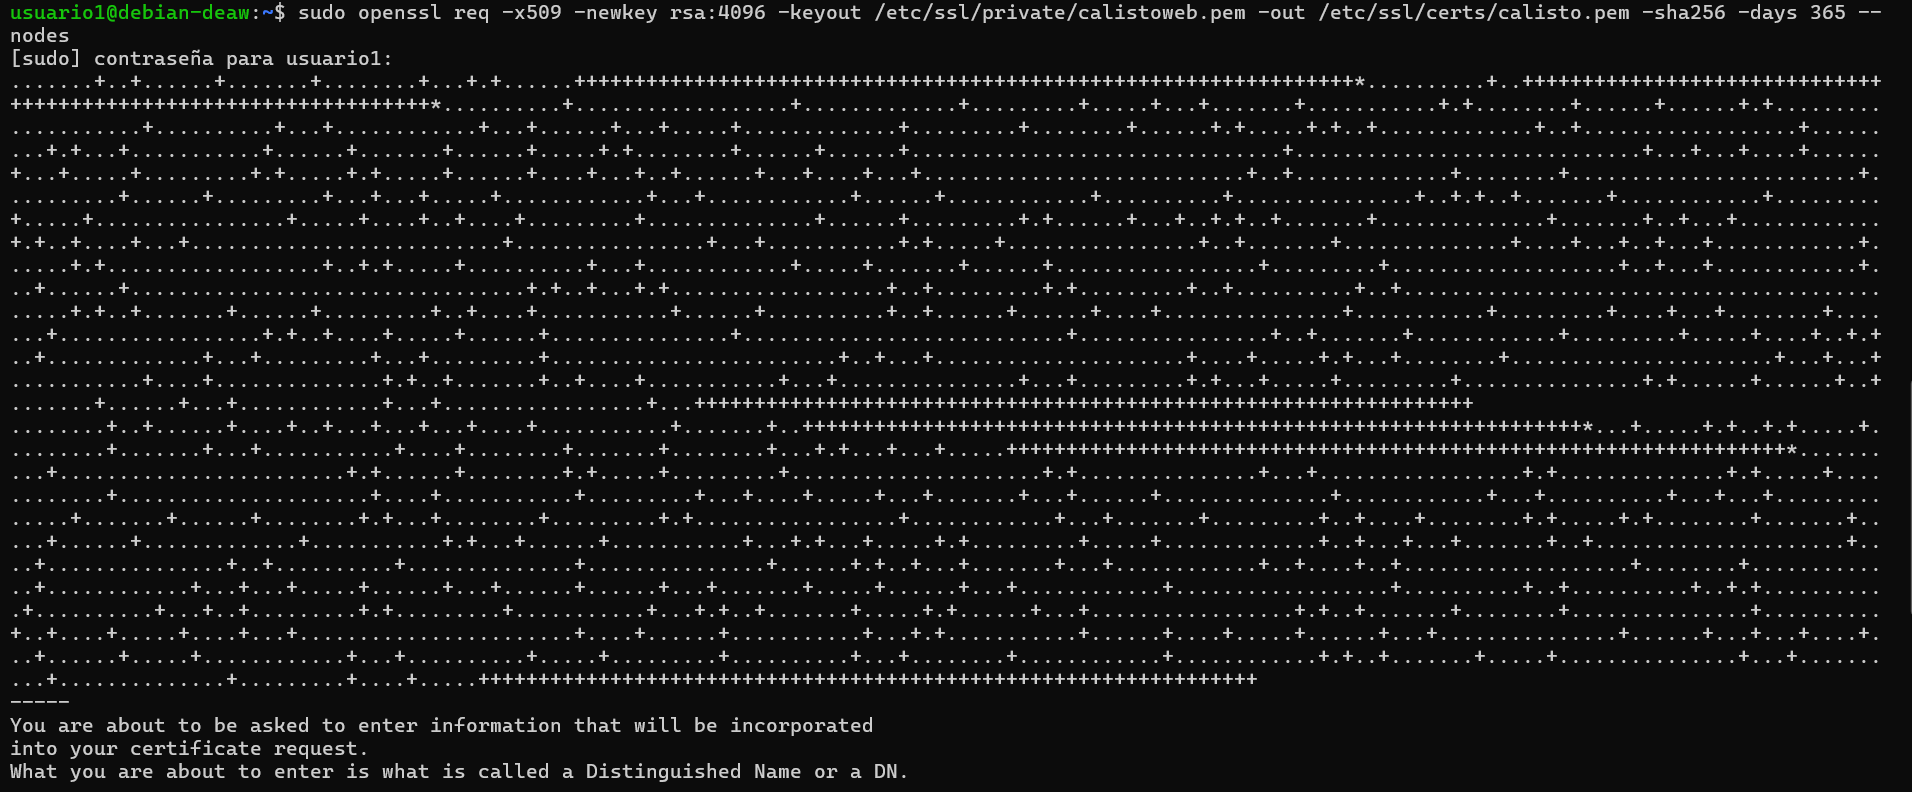 usuario1@debian-deaw:~$ sudo openssl req -x509 -newkey rsa:4096 -keyout /etc/ssl/private/calistoweb.pem -out /etc/ssl/certs/calisto.pem -sha256 -days 365 --
nodes
[sudo] contraseña para usuario1:
-----
You are about to be asked to enter information that will be incorporated
into your certificate request.
What you are about to enter is what is called a Distinguished Name or a DN.